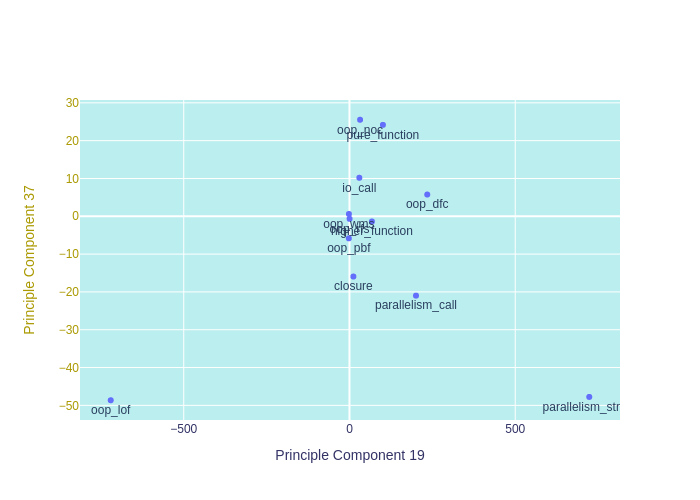 30
20
10
0
−10
−20
−30
−40
−50
−500
0
500
Principle Component 19
Principle Component 37
oop_noc
pure_function
io_call
oop_dfc
higher_function
oop_pbf
closure
parallelism_call
oop_lof
parallelism_str